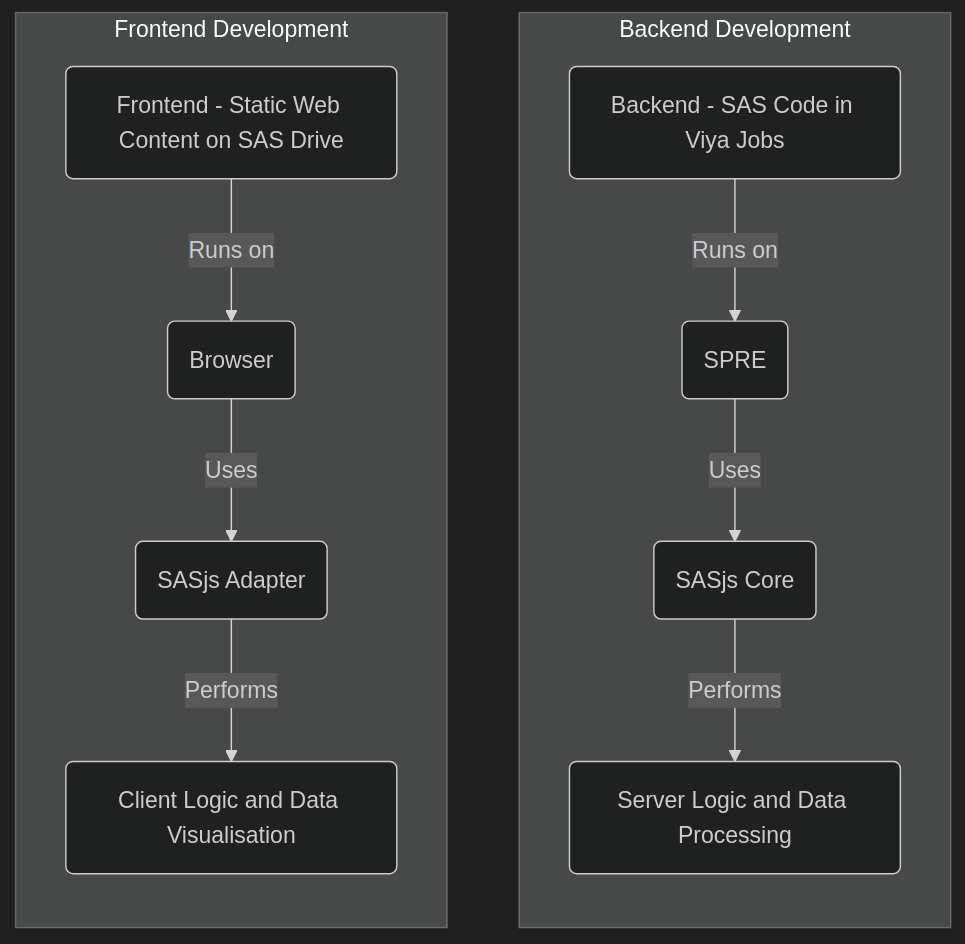 Frontend Development
Frontend - Static Web
Content on SAS Drive
Runs on
Browser
Uses
SASjs Adapter
Performs
Client Logic and Data
Visualisation
Backend Development
Backend - SAS Code in
Viya Jobs
Runs on
SPRE
Uses
SASjs Core
Performs
Server Logic and Data
Processing